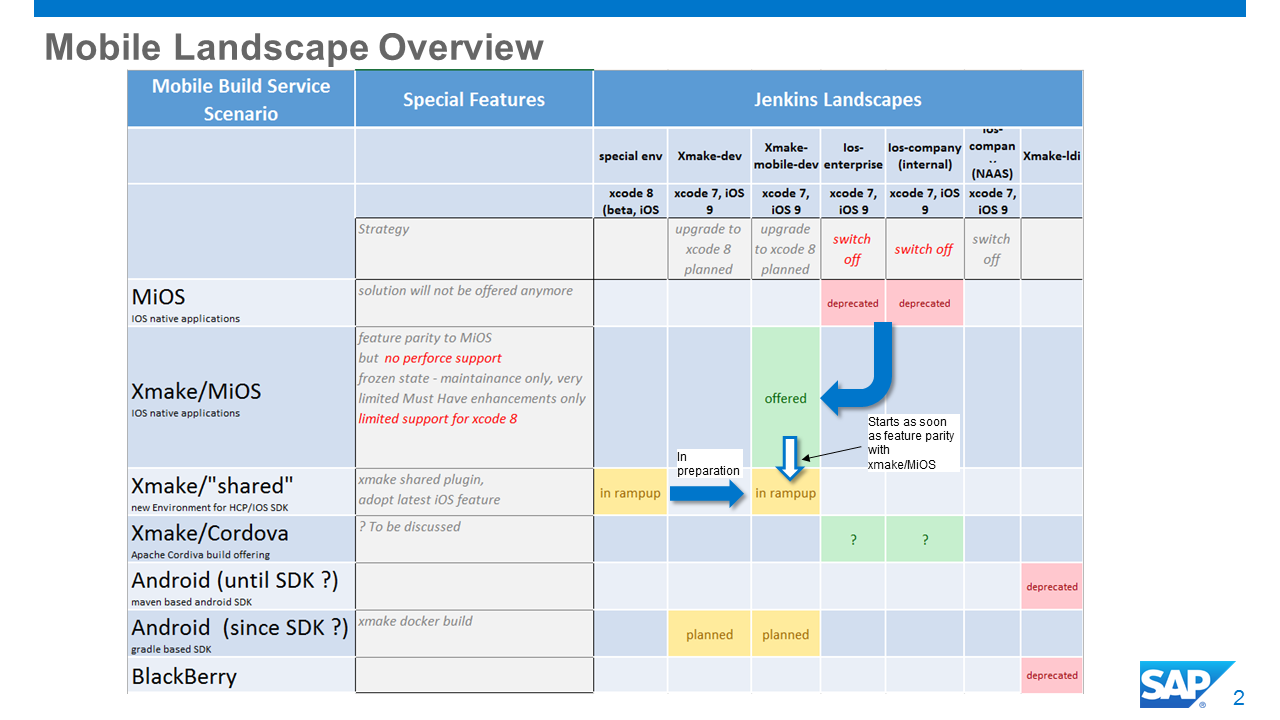 Mobile Landscape Overview
Mobile Build Service
Scenario
Special Features
Jenkins Landscapes
special env
Xmake-dev
Xmake-
mobile-dev
Ios-
enterprise
Ios-company
(internal)
Ios-
compan
(NAAS)
Xmake-ldi
xcode 8
(beta, iOS
xcode 7, iOS
9
xcode 7,
iOS 9
xcode 7,
iOS 9
xcode 7, iOS
9
xcode 7,
iOS 9
Strategy
upgrade to
xcode 8
planned
upgrade
to xcode 8
planned
switch
off
switch off
switch
off
MiOS
IOS native applications
solution will not be offered anymore
deprecated
deprecated
Xmake/MiOS
IOS native applications
feature parity to MiOS
but no perforce support
frozen state - maintainance only, very
limited Must Have enhancements only
limited support for xcode 8
offered
Starts as soon
as feature parity
with
xmake/MiOS
In
preparation
Xmake/"shared"
new Environment for HCP/IOS SDK
xmake shared plugin,
adopt latest iOS feature
in rampup
in rampup
Xmake/Cordova
Apache Cordiva build offering
? To be discussed
?
?
Android (until SDK ?)
maven based android SDK
deprecated
Android (since SDK ?)
gradle based SDK
xmake docker build
planned
planned
BlackBerry
deprecated
SAP
®
2